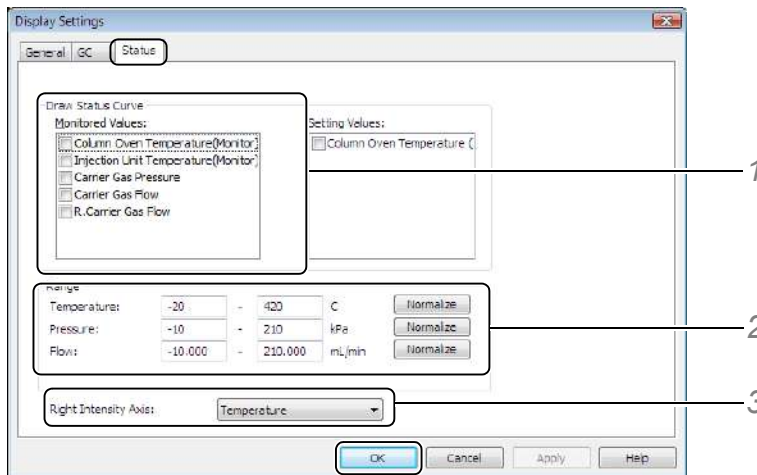 Display Settings
General GC Status
Draw Status Curve
Monitored Values: Setting Values:
Column Oven Temperature(Monitor) Column Oven Temperature (
Injection Unit Temperature(Monitor)
Carrier Gas Pressure
Carrier Gas Flow
R.Carrier Gas Flow
1
Range
Temperature: -20 - 420 C Normalize
Pressure: -10 - 210 kPa Normalize
Flow: -10.000 - 210.000 mL/min Normalize
2
Right Intensity Axis: Temperature
3
OK Cancel Apply Help